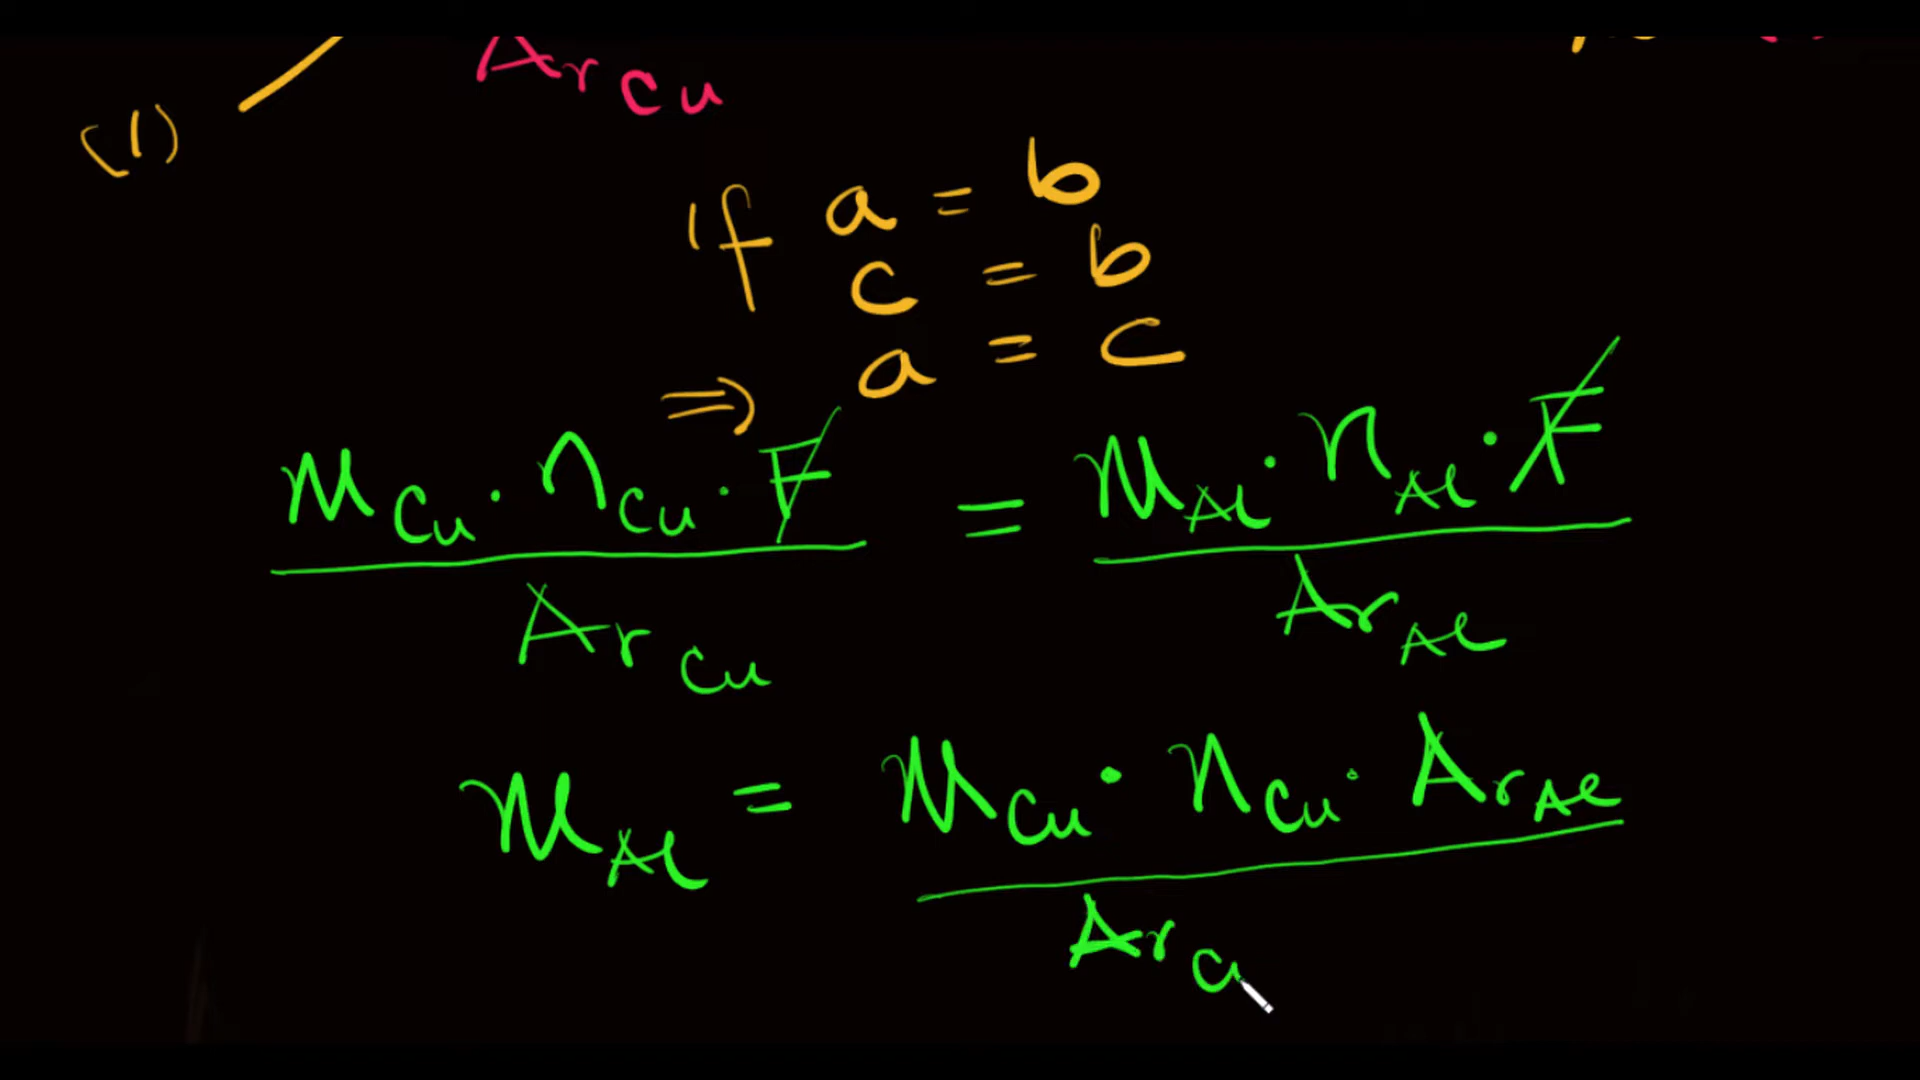 Ar Cu
(1)
if a = b
c = b
⇒ a = c
m Cu · n Cu · F = m Al · n Al · F
Ar Cu Ar Al
m Al = m Cu · n Cu · Ar Al
Ar Cu